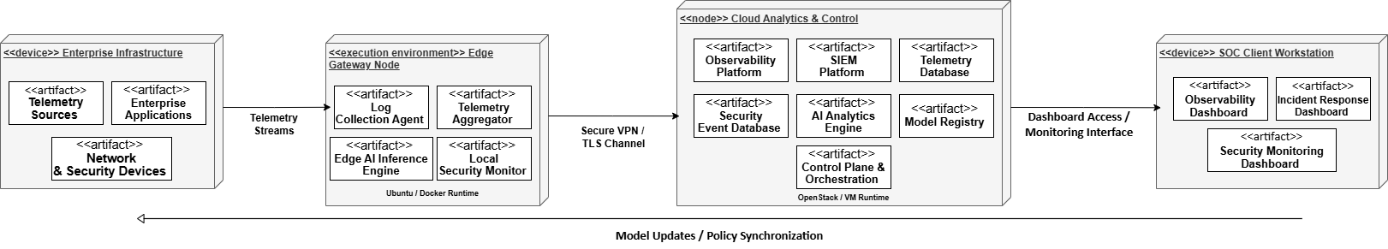 <<device>> Enterprise Infrastructure
<<artifact>>
Telemetry
Sources
<<artifact>>
Enterprise
Applications
<<artifact>>
Network
& Security Devices
Telemetry
Streams
<<execution environment>> Edge
Gateway Node
<<artifact>>
Log
Collection Agent
<<artifact>>
Telemetry
Aggregator
<<artifact>>
Edge AI Inference
Engine
<<artifact>>
Local
Security Monitor
Ubuntu / Docker Runtime
Secure VPN /
TLS Channel
<<node>> Cloud Analytics & Control
<<artifact>>
Observability
Platform
<<artifact>>
SIEM
Platform
<<artifact>>
Telemetry
Database
<<artifact>>
Security
Event Database
<<artifact>>
AI Analytics
Engine
<<artifact>>
Model Registry
<<artifact>>
Control Plane &
Orchestration
OpenStack / VM Runtime
Dashboard Access /
Monitoring Interface
<<device>> SOC Client Workstation
<<artifact>>
Observability
Dashboard
<<artifact>>
Incident Response
Dashboard
<<artifact>>
Security Monitoring
Dashboard
Model Updates / Policy Synchronization